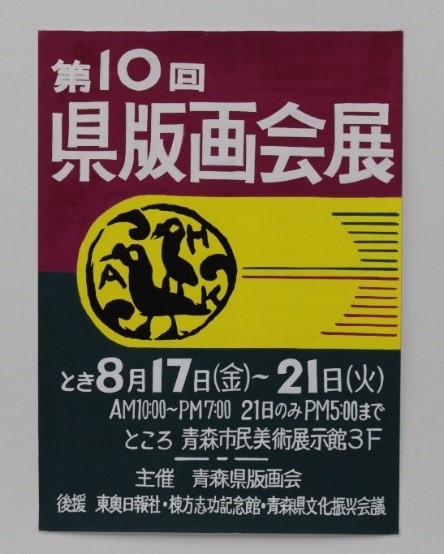 第10回
県版画会展
A H K
とき8月17日(金)~21日(火)
AM10:00~PM7:00 21日のみPM5:00まで
ところ 青森市民美術展示館3F
主催 青森県版画会
後援 東奥日報社・棟方志功記念館・青森県文化振興会議